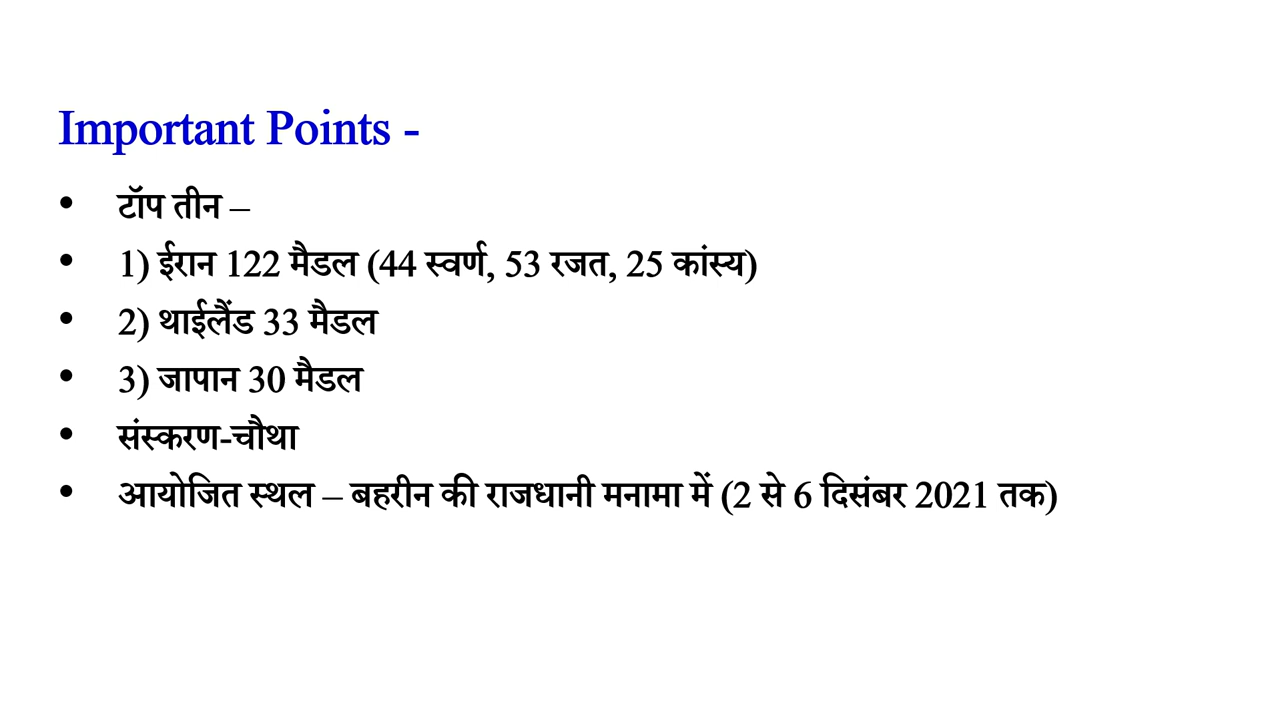 Important Points -
• टॉप तीन –
• 1) ईरान 122 मैडल (44 स्वर्ण, 53 रजत, 25 कांस्य)
• 2) थाईलैंड 33 मैडल
• 3) जापान 30 मैडल
• संस्करण-चौथा
• आयोजित स्थल – बहरीन की राजधानी मनामा में (2 से 6 दिसंबर 2021 तक)